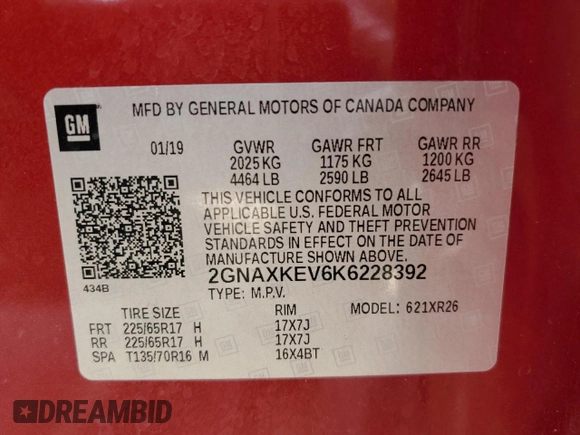 GM
MFD BY GENERAL MOTORS OF CANADA COMPANY
01/19 GVWR GAWR FRT GAWR RR
2025 KG 1175 KG 1200 KG
4464 LB 2590 LB 2645 LB
THIS VEHICLE CONFORMS TO ALL
APPLICABLE U.S. FEDERAL MOTOR
VEHICLE SAFETY AND THEFT PREVENTION
STANDARDS IN EFFECT ON THE DATE OF
MANUFACTURE SHOWN ABOVE.
434B
2GNAXKEV6K6228392
TYPE: M.P.V.
TIRE SIZE RIM MODEL: 621XR26
FRT 225/65R17 H 17X7J
RR 225/65R17 H 17X7J
SPA T135/70R16 M 16X4BT
DREAMBID